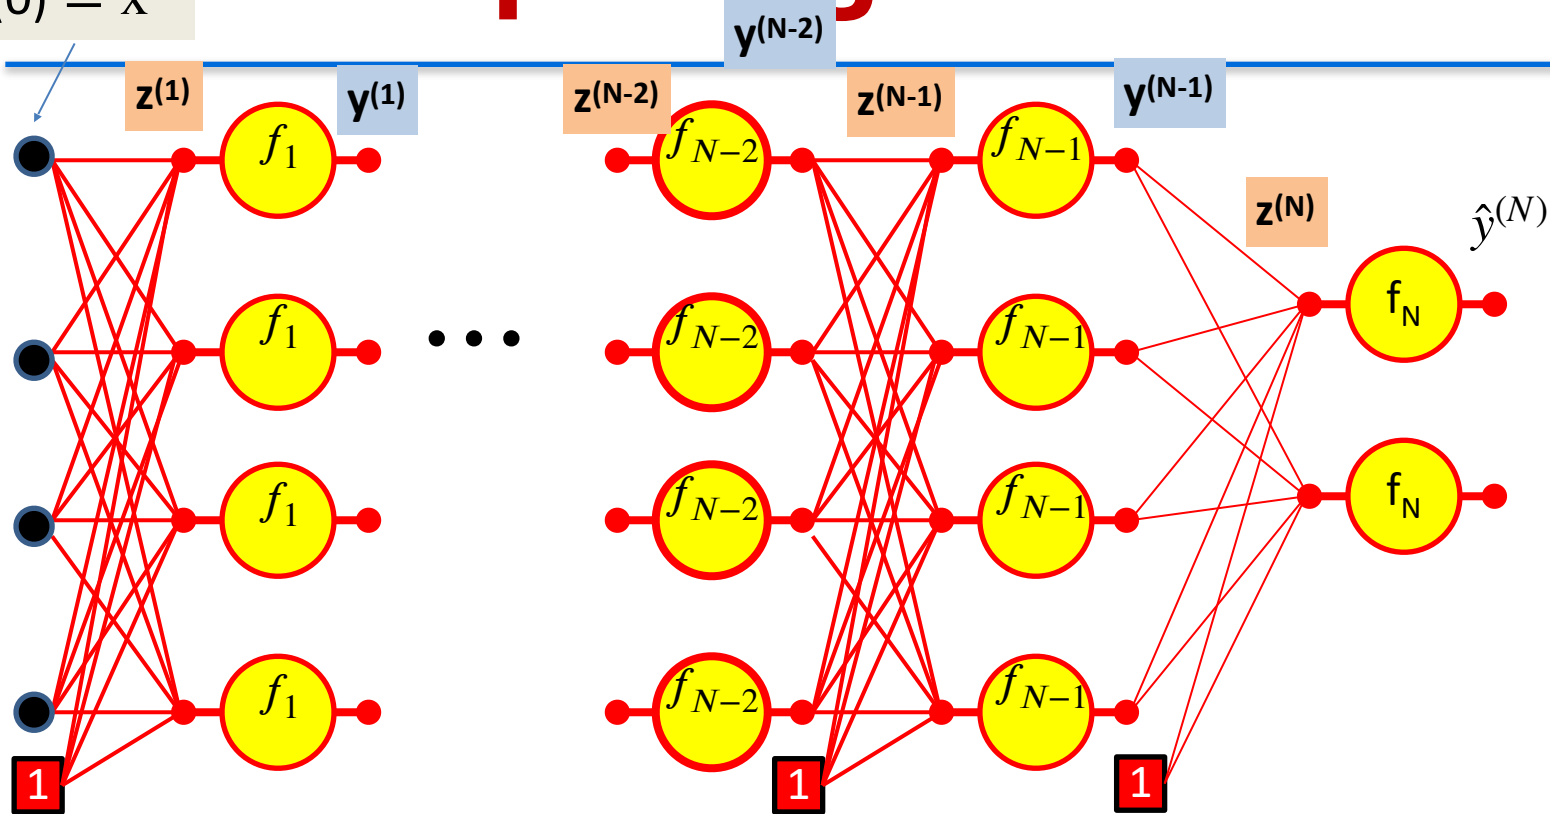 (0) = x
y(N-2)
z(1)
y(1)
z(N-2)
z(N-1)
y(N-1)
f1
fN−2
fN−1
z(N)
ŷ(N)
fN
f1
• • •
fN−2
fN−1
f1
fN−2
fN−1
fN
f1
fN−2
fN−1
1
1
1